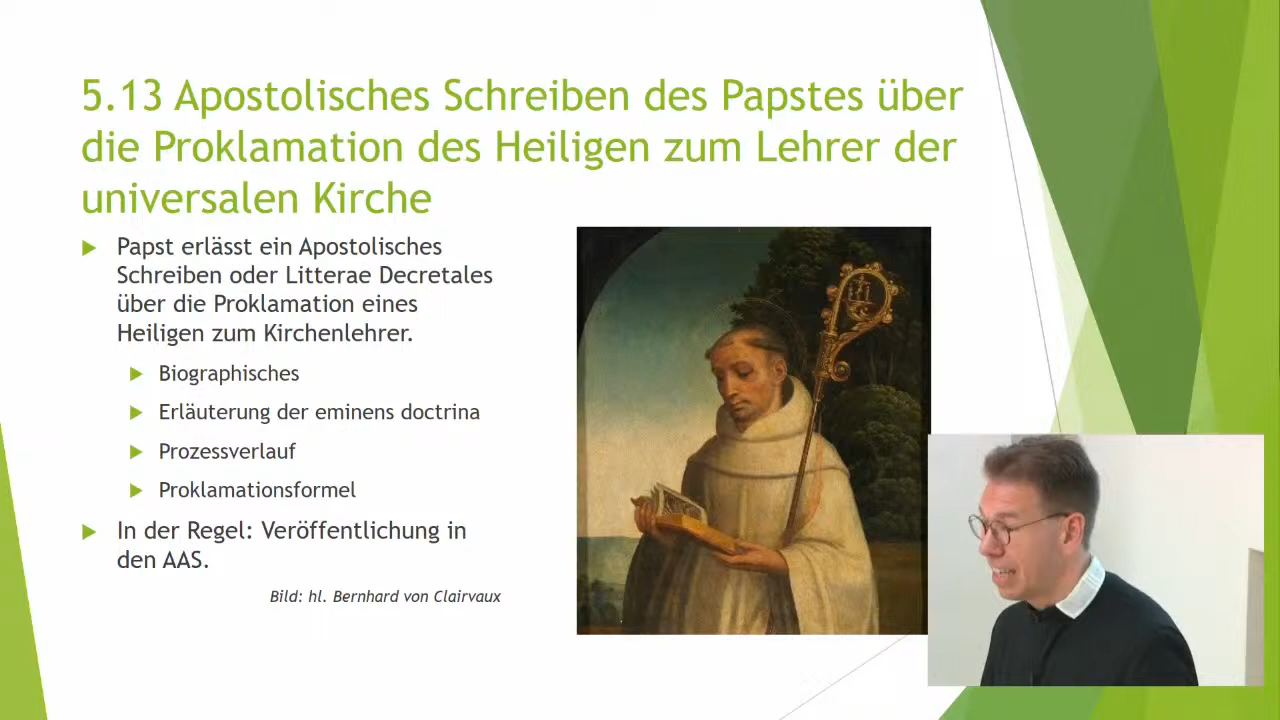 5.13 Apostolisches Schreiben des Papstes über
die Proklamation des Heiligen zum Lehrer der
universalen Kirche
Papst erlässt ein Apostolisches
Schreiben oder Litterae Decretales
über die Proklamation eines
Heiligen zum Kirchenlehrer.
Biographisches
Erläuterung der eminens doctrina
Prozessverlauf
Proklamationsformel
In der Regel: Veröffentlichung in
den AAS.
Bild: hl. Bernhard von Clairvaux